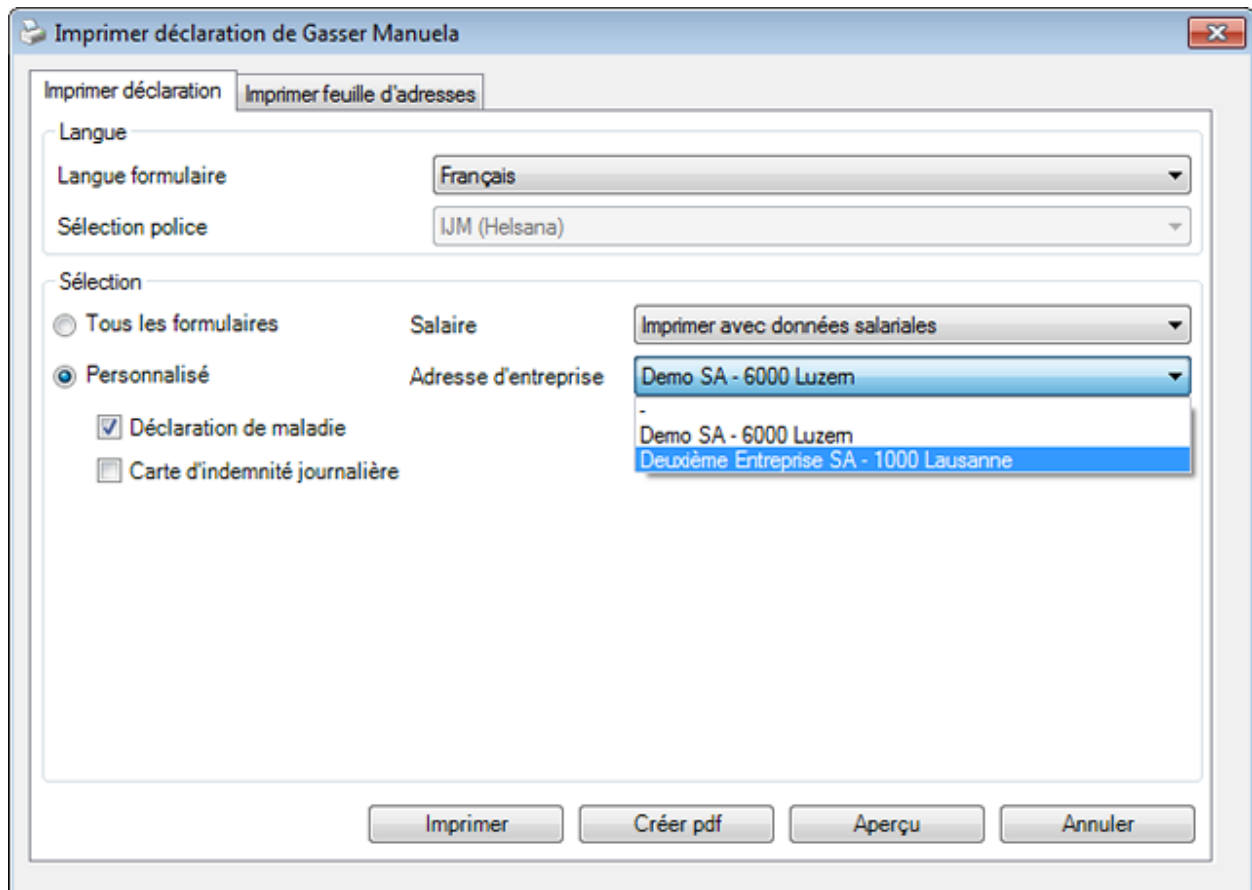 Imprimer déclaration de Gasser Manuela
Imprimer déclaration Imprimer feuille d'adresses
Langue
Langue formulaire Français
Sélection police IJM (Helsana)
Sélection
Tous les formulaires Salaire Imprimer avec données salariales
Personnalisé Adresse d'entreprise Demo SA - 6000 Luzern
-
Déclaration de maladie Demo SA - 6000 Luzern
Deuxième Entreprise SA - 1000 Lausanne
Carte d'indemnité journalière
Imprimer Créer pdf Aperçu Annuler